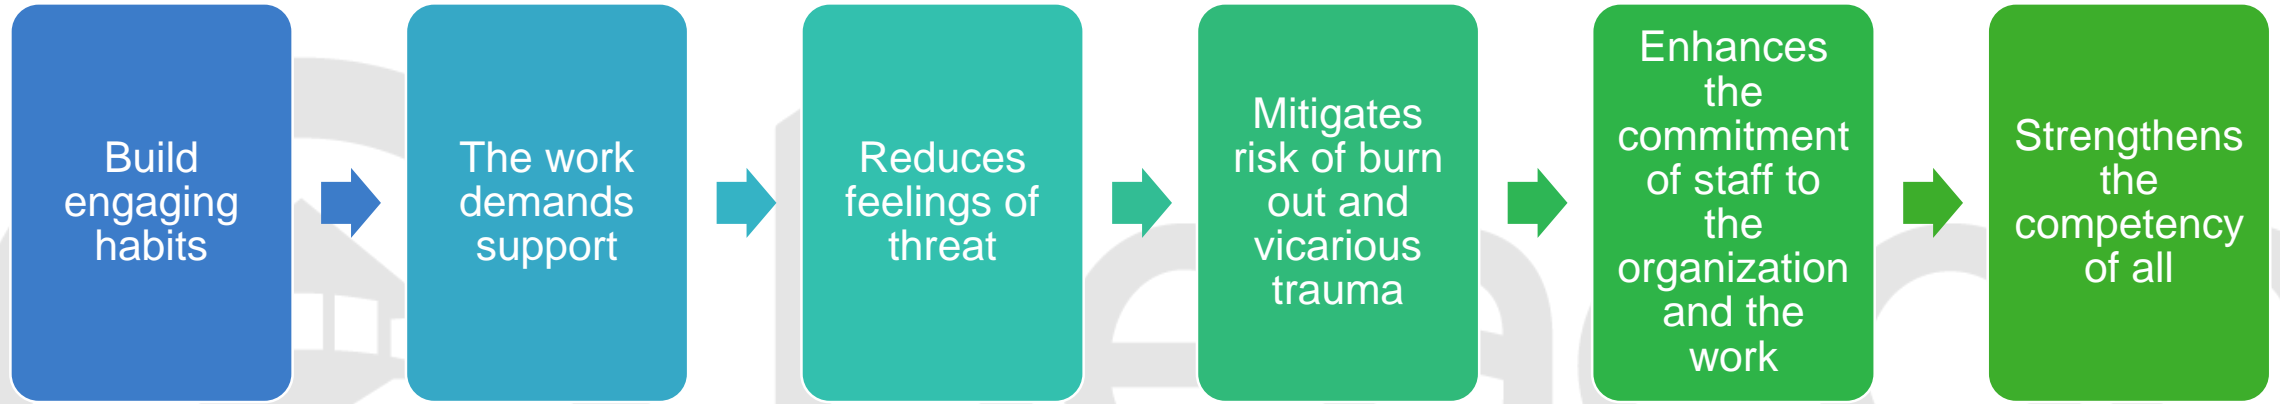 Build
engaging
habits
The work
demands
support
Reduces
feelings of
threat
Mitigates
risk of burn
out and
vicarious
trauma
Enhances
the
commitment
of staff to
the
organization
and the
work
Strengthens
the
competency
of all